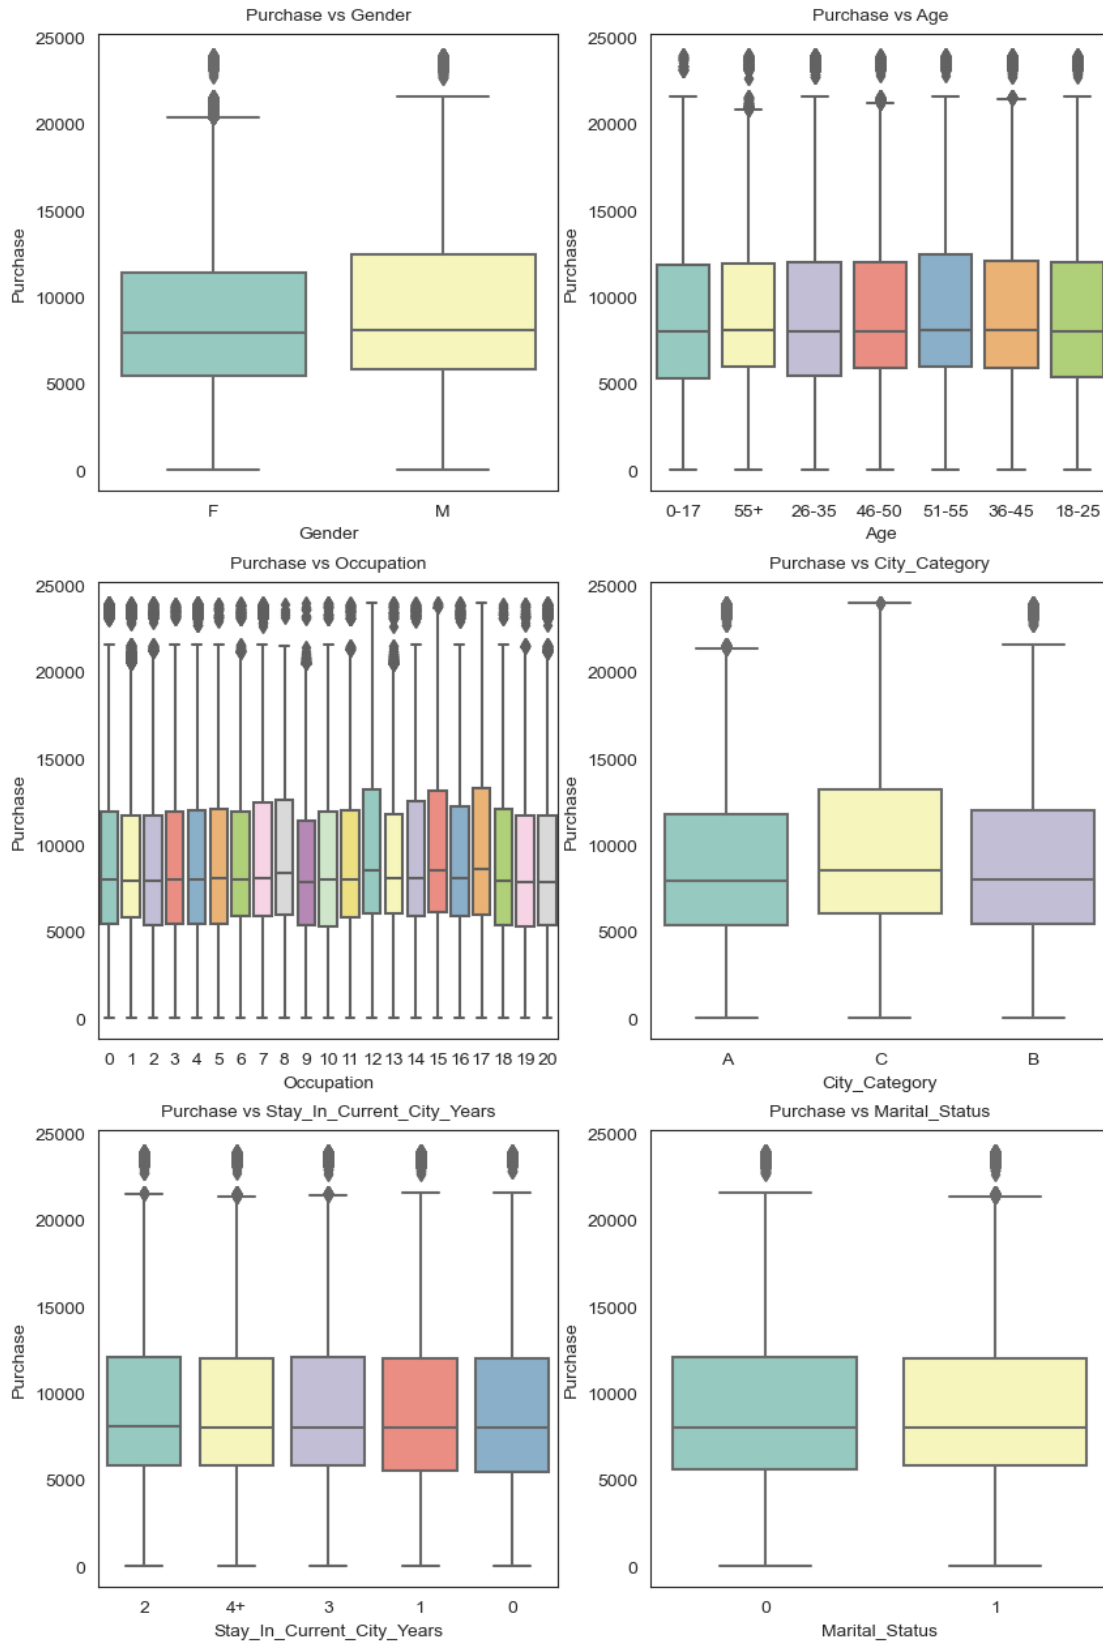 Purchase vs Gender
25000
20000
15000
10000
5000
0
Purchase
F M
Gender
Purchase vs Age
25000
20000
15000
10000
5000
0
Purchase
0-17 55+ 26-35 46-50 51-55 36-45 18-25
Age
Purchase vs Occupation
25000
20000
15000
10000
5000
0
Purchase
0 1 2 3 4 5 6 7 8 9 10 11 12 13 14 15 16 17 18 19 20
Occupation
Purchase vs City_Category
25000
20000
15000
10000
5000
0
Purchase
A C B
City_Category
Purchase vs Stay_In_Current_City_Years
25000
20000
15000
10000
5000
0
Purchase
2 4+ 3 1 0
Stay_In_Current_City_Years
Purchase vs Marital_Status
25000
20000
15000
10000
5000
0
Purchase
0 1
Marital_Status